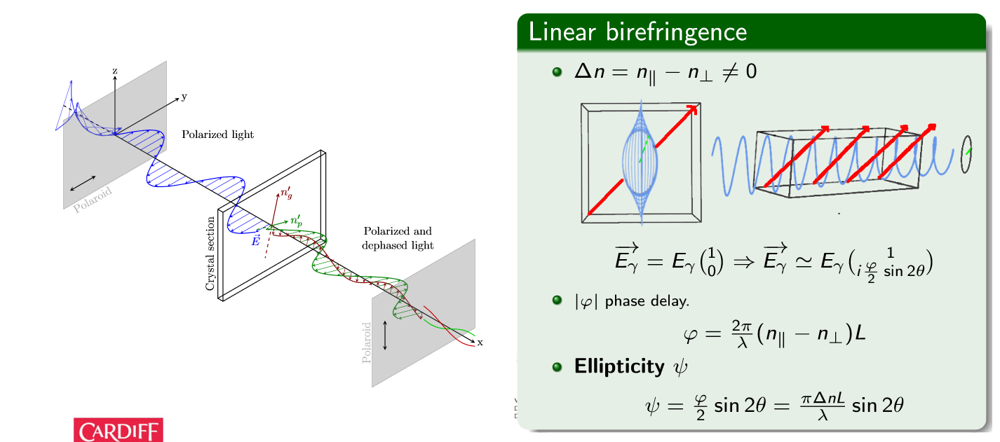 z
y
Polarized light
Polaroid
n′g
n′p
E⃗
Crystal section
Polarized and
dephased light
Polaroid
x
CARDIFF
Linear birefringence
Δn = n∥ − n⊥ ≠ 0
E⃗γ = Eγ(1 0) ⇒ E⃗γ ≃ Eγ(1 i φ/2 sin 2θ)
|φ| phase delay.
φ = 2π/λ (n∥ − n⊥)L
Ellipticity ψ
ψ = φ/2 sin 2θ = πΔnL/λ sin 2θ